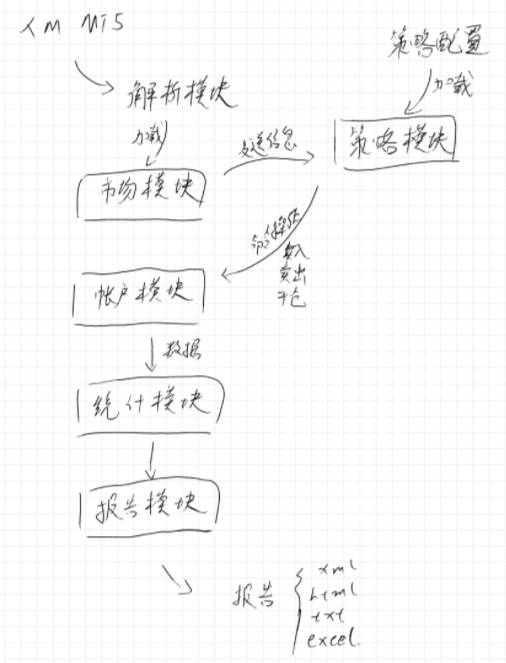 XM MT5
策略配置
解析模块
加载
加载
发送信息
策略模块
市场模块
命令操作
买入
卖出
平仓
帐户模块
数据
统计模块
报告模块
报告
xml
html
txt
excel.